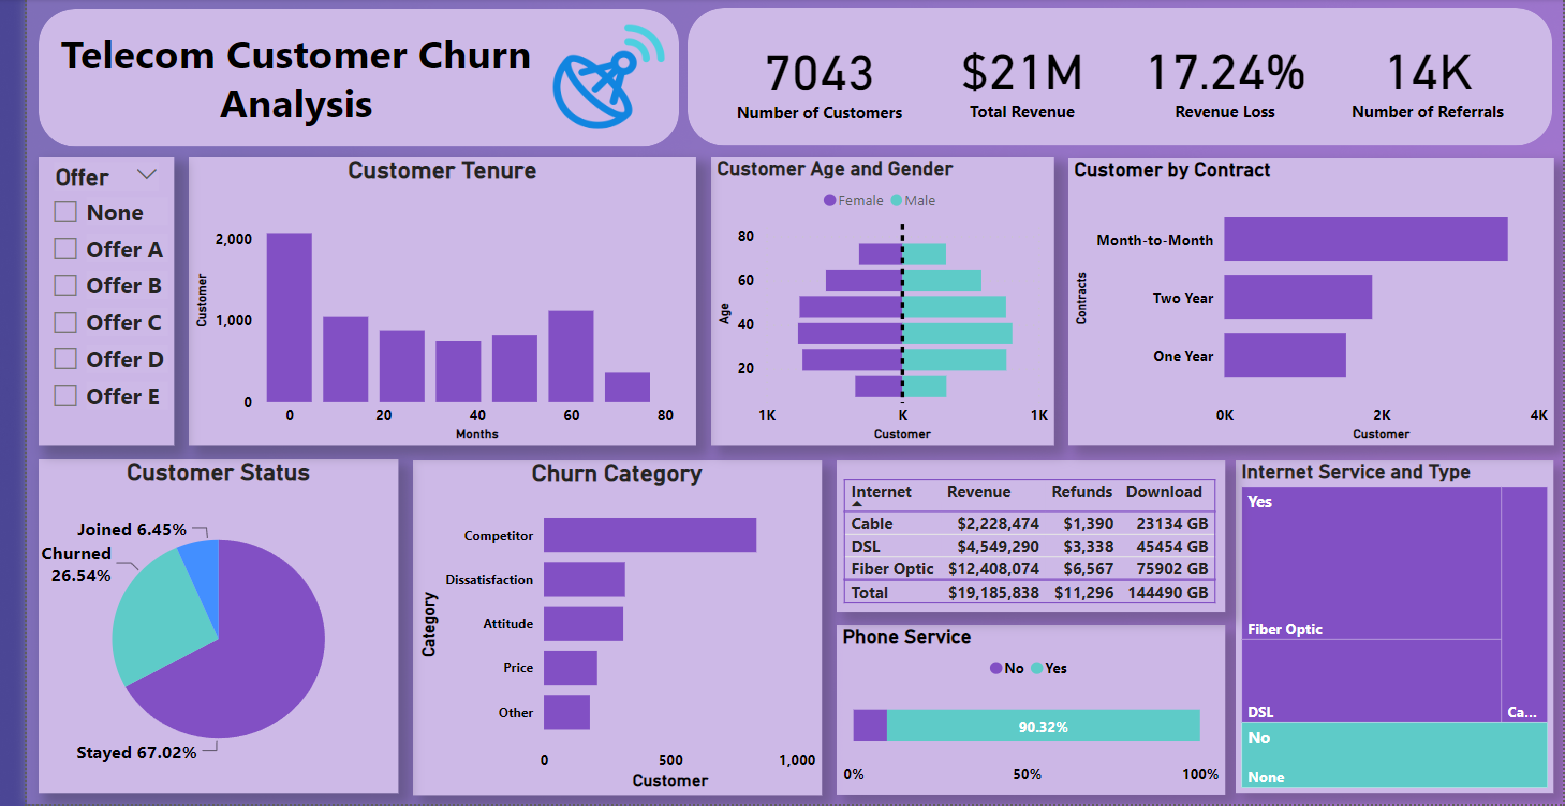 Telecom Customer Churn
Analysis
7043
Number of Customers
$21M
Total Revenue
17.24%
Revenue Loss
14K
Number of Referrals
Offer
None
Offer A
Offer B
Offer C
Offer D
Offer E
Customer Tenure
Customer
2,000
1,000
0
0 20 40 60 80
Months
Customer Age and Gender
Female Male
Age
80
60
40
20
1K K 1K
Customer
Customer by Contract
Contracts
Month-to-Month
Two Year
One Year
0K 2K 4K
Customer
Customer Status
Joined 6.45%
Churned
26.54%
Stayed 67.02%
Churn Category
Category
Competitor
Dissatisfaction
Attitude
Price
Other
0 500 1,000
Customer
Internet Revenue Refunds Download
Cable $2,228,474 $1,390 23134 GB
DSL $4,549,290 $3,338 45454 GB
Fiber Optic $12,408,074 $6,567 75902 GB
Total $19,185,838 $11,296 144490 GB
Phone Service
No Yes
90.32%
0% 50% 100%
Internet Service and Type
Yes
Fiber Optic
DSL Ca...
No
None